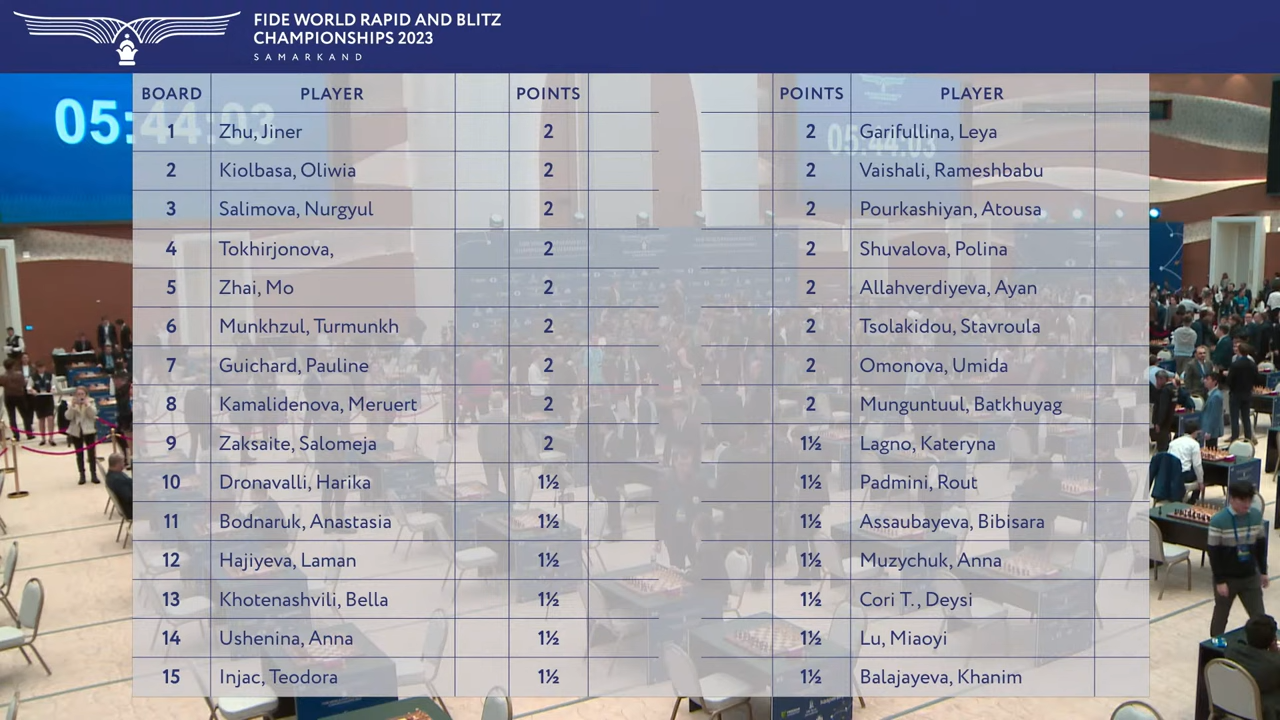 FIDE WORLD RAPID AND BLITZ
CHAMPIONSHIPS 2023
SAMARKAND
BOARD PLAYER POINTS POINTS PLAYER
1 Zhu, Jiner 2 2 Garifullina, Leya
2 Kiolbasa, Oliwia 2 2 Vaishali, Rameshbabu
3 Salimova, Nurgyul 2 2 Pourkashiyan, Atousa
4 Tokhirjonova, 2 2 Shuvalova, Polina
5 Zhai, Mo 2 2 Allahverdiyeva, Ayan
6 Munkhzul, Turmunkh 2 2 Tsolakidou, Stavroula
7 Guichard, Pauline 2 2 Omonova, Umida
8 Kamalidenova, Meruert 2 2 Munguntuul, Batkhuyag
9 Zaksaite, Salomeja 2 1½ Lagno, Kateryna
10 Dronavalli, Harika 1½ 1½ Padmini, Rout
11 Bodnaruk, Anastasia 1½ 1½ Assaubayeva, Bibisara
12 Hajiyeva, Laman 1½ 1½ Muzychuk, Anna
13 Khotenashvili, Bella 1½ 1½ Cori T., Deysi
14 Ushenina, Anna 1½ 1½ Lu, Miaoyi
15 Injac, Teodora 1½ 1½ Balajayeva, Khanim
05:44:03
05:44:03